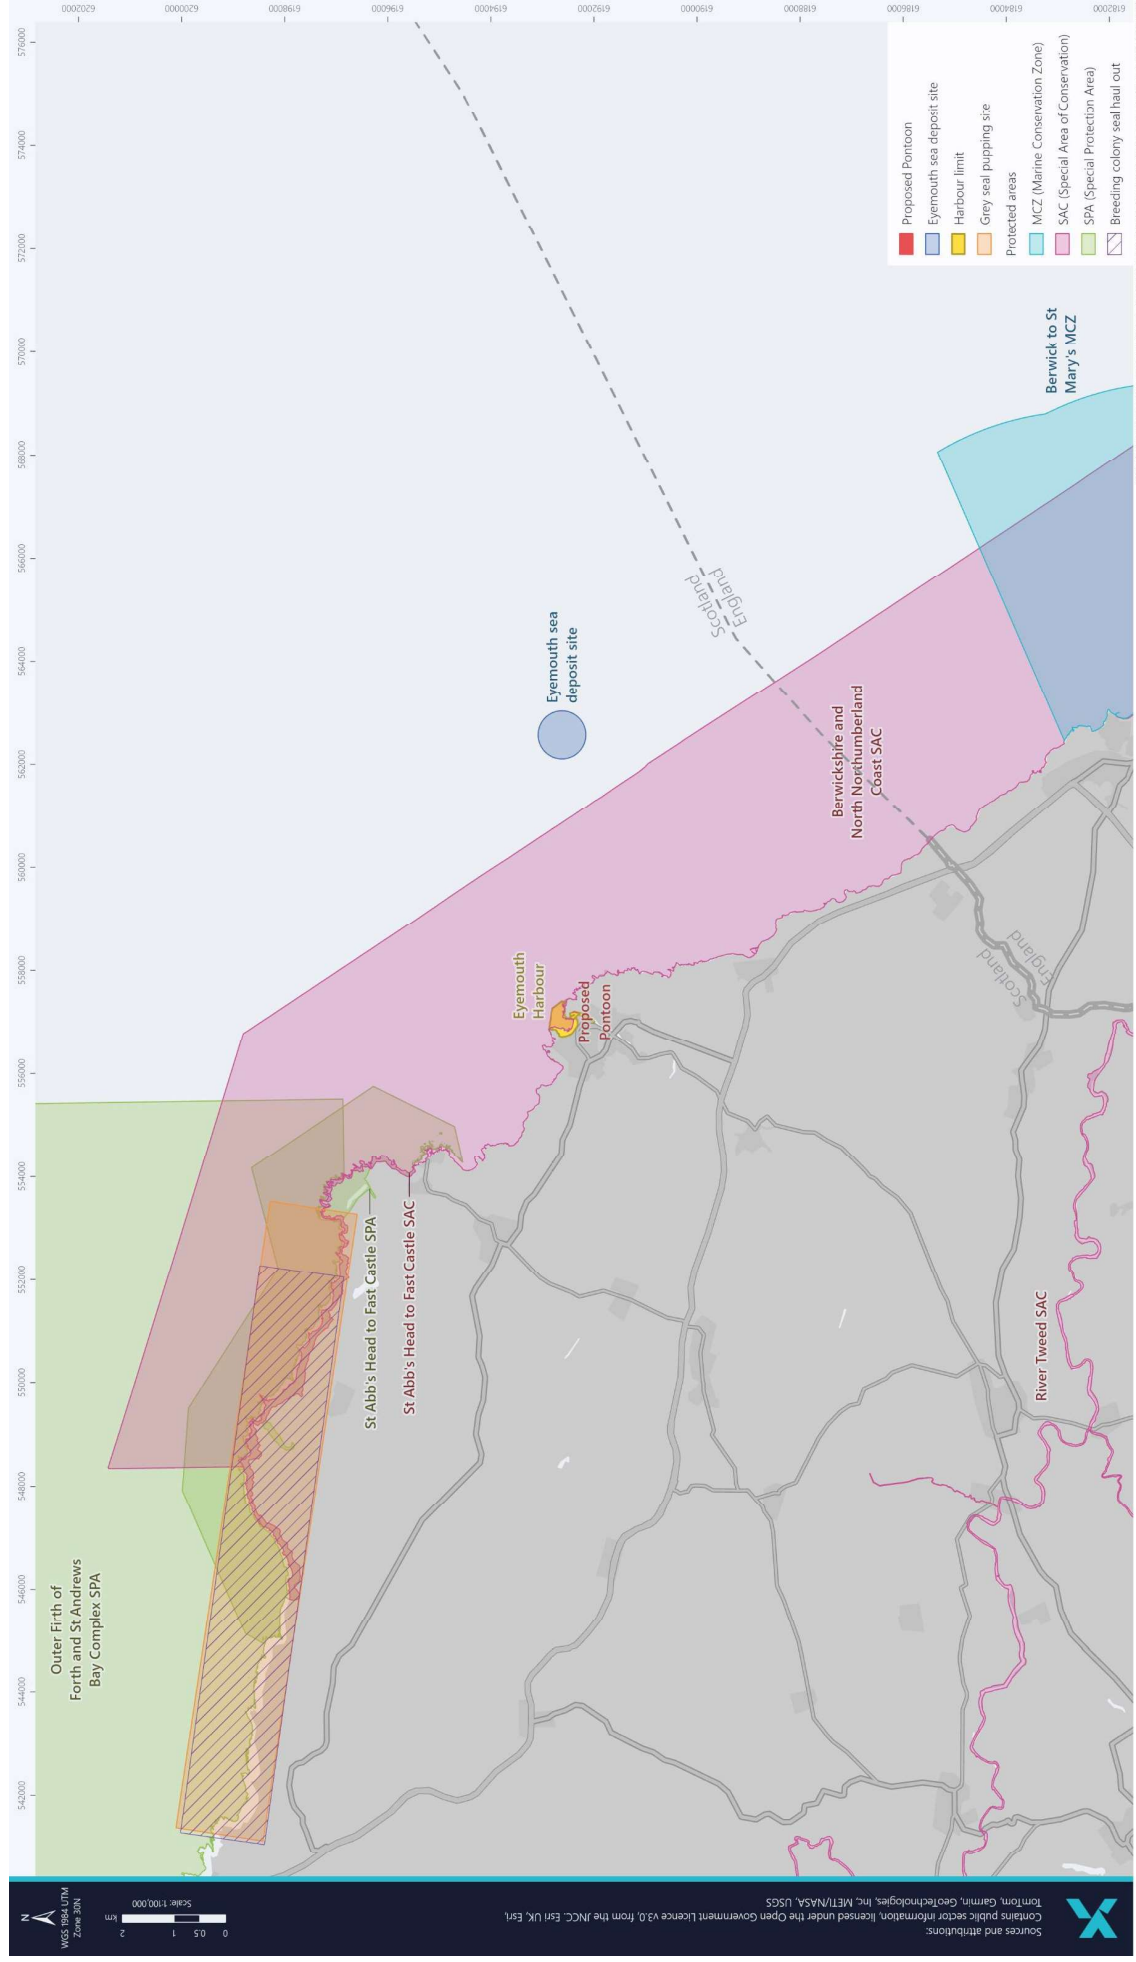 6202000
6200000
6198000
6196000
6194000
6192000
6190000
6188000
6186000
6184000
6182000
576000
574000
572000
570000
568000
566000
564000
562000
560000
558000
556000
554000
552000
550000
548000
546000
544000
542000
Proposed Pontoon
Eyemouth sea deposit site
Harbour limit
Grey seal pupping site
Protected areas
MCZ (Marine Conservation Zone)
SAC (Special Area of Conservation)
SPA (Special Protection Area)
Breeding colony seal haul out
Berwick to St
Mary's MCZ
Scotland
England
Eyemouth sea
deposit site
Berwickshire and
North Northumberland
Coast SAC
Eyemouth
Harbour
Proposed
Pontoon
Scotland
England
St Abb's Head to Fast Castle SPA
St Abb's Head to Fast Castle SAC
River Tweed SAC
Outer Firth of
Forth and St Andrews
Bay Complex SPA
N
WGS 1984 UTM
Zone 30N
km
0 0.5 1 2
Scale: 1:100,000
Sources and attributions:
Contains public sector information, licensed under the Open Government Licence v3.0, from the JNCC. Esri UK, Esri,
TomTom, Garmin, GeoTechnologies, Inc, METI/NASA, USGS